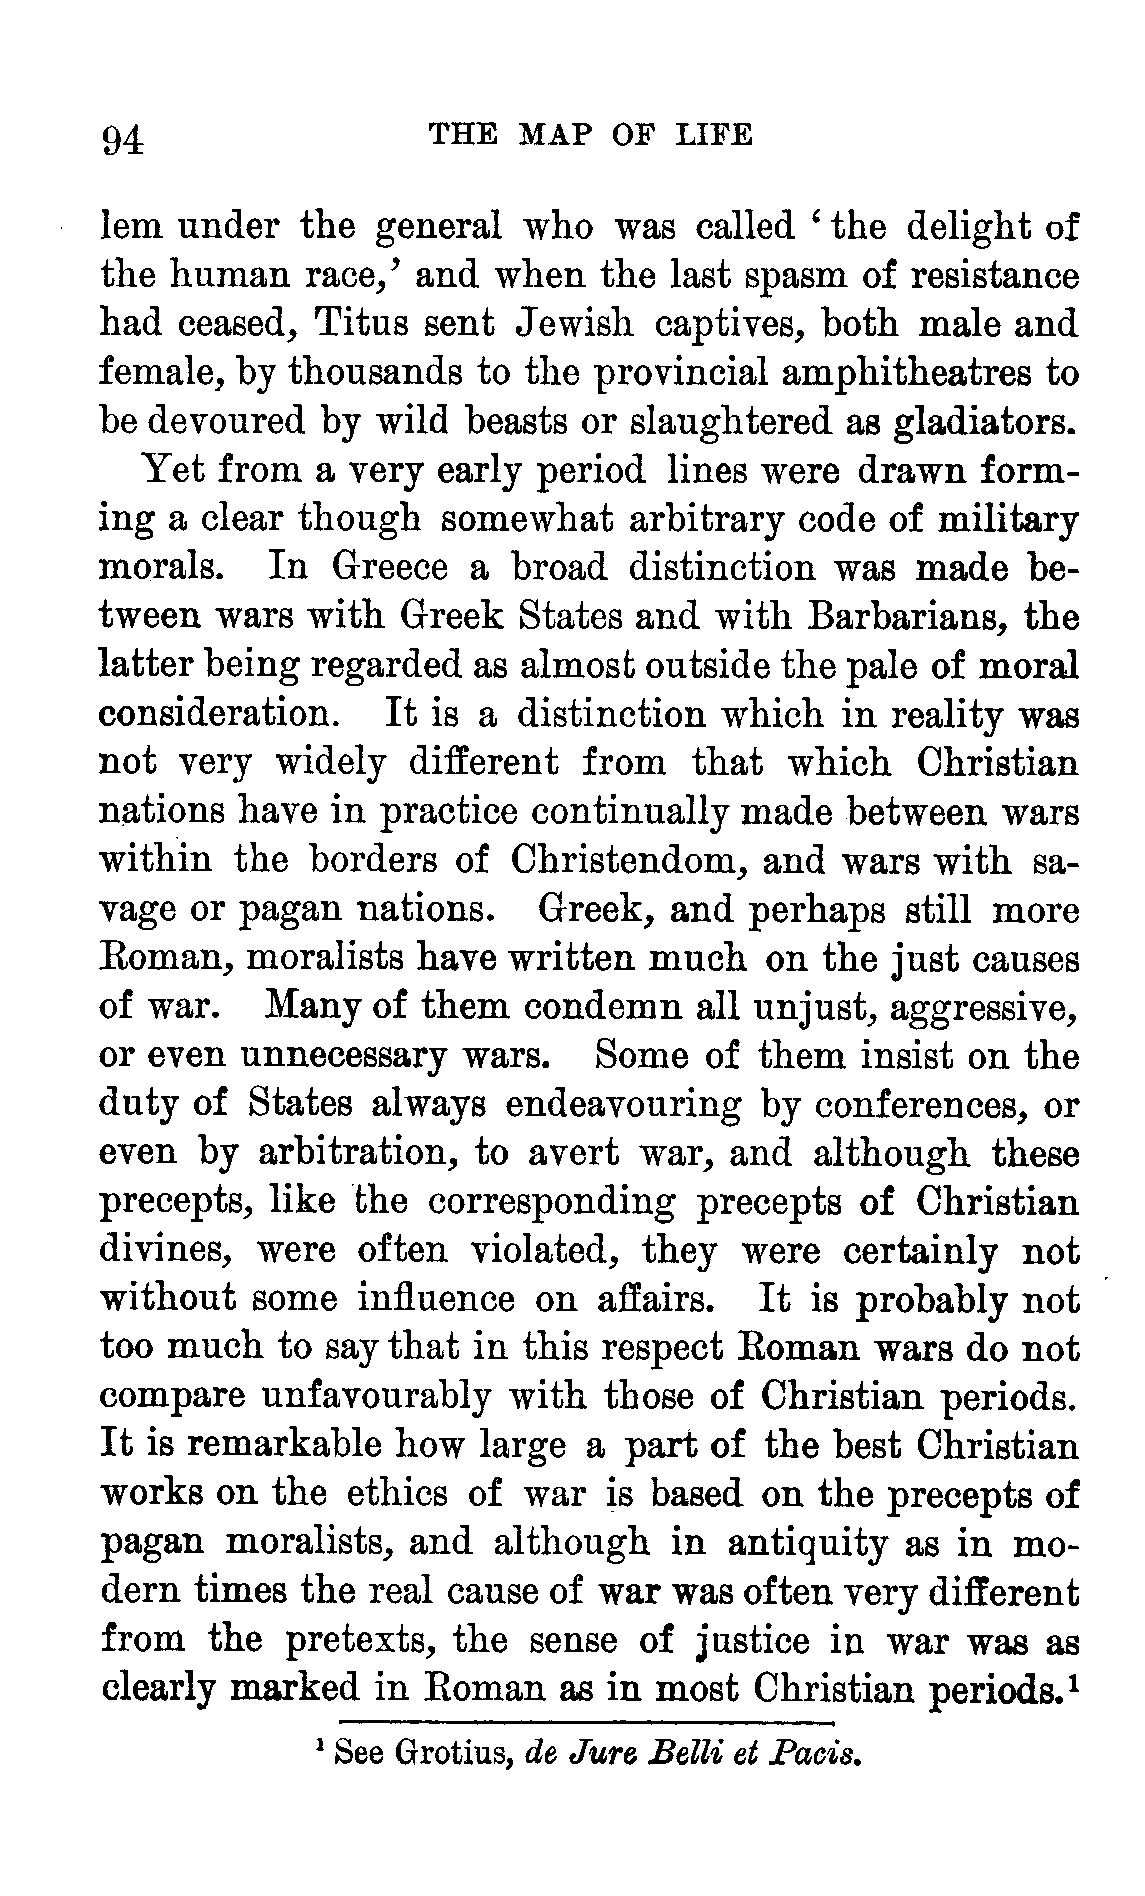 94 THE MAP OF LIFE
lem under the general who was called ‘the delight of
the human race,’ and when the last spasm of resistance
had ceased, Titus sent Jewish captives, both male and
female, by thousands to the provincial amphitheatres to
be devoured by wild beasts or slaughtered as gladiators.
Yet from a very early period lines were drawn form-
ing a clear though somewhat arbitrary code of military
morals. In Greece a broad distinction was made be-
tween wars with Greek States and with Barbarians, the
latter being regarded as almost outside the pale of moral
consideration. It is a distinction which in reality was
not very widely different from that which Christian
nations have in practice continually made between wars
within the borders of Christendom, and wars with sa-
vage or pagan nations. Greek, and perhaps still more
Roman, moralists have written much on the just causes
of war. Many of them condemn all unjust, aggressive,
or even unnecessary wars. Some of them insist on the
duty of States always endeavouring by conferences, or
even by arbitration, to avert war, and although these
precepts, like the corresponding precepts of Christian
divines, were often violated, they were certainly not
without some influence on affairs. It is probably not
too much to say that in this respect Roman wars do not
compare unfavourably with those of Christian periods.
It is remarkable how large a part of the best Christian
works on the ethics of war is based on the precepts of
pagan moralists, and although in antiquity as in mo-
dern times the real cause of war was often very different
from the pretexts, the sense of justice in war was as
clearly marked in Roman as in most Christian periods.¹
¹ See Grotius, de Jure Belli et Pacis.